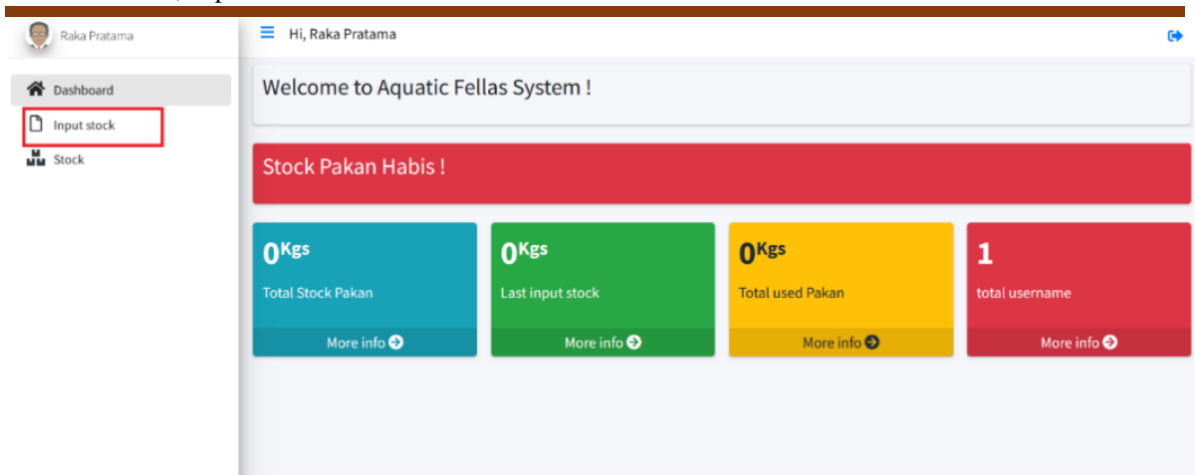 Raka Pratama
Hi, Raka Pratama
Dashboard
Input stock
Stock
Welcome to Aquatic Fellas System !
Stock Pakan Habis !
0Kgs
Total Stock Pakan
More info
0Kgs
Last input stock
More info
0Kgs
Total used Pakan
More info
1
total username
More info